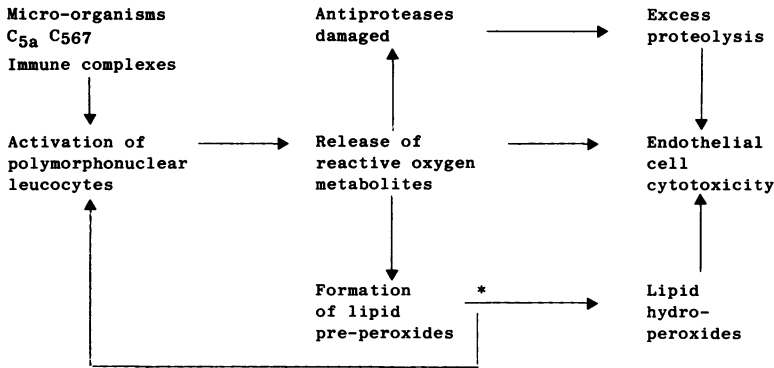 Micro-organisms
C5a C567
Immune complexes
Antiproteases
damaged
Excess
proteolysis
Activation of
polymorphonuclear
leucocytes
Release of
reactive oxygen
metabolites
Endothelial
cell
cytotoxicity
Formation
of lipid
pre-peroxides
*
Lipid
hydro-
peroxides